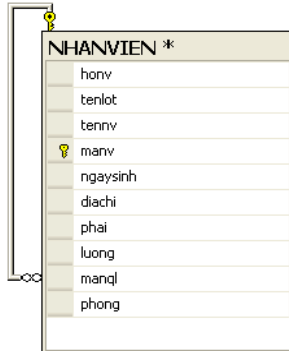 NHANVIEN *
honv
tenlot
tennv
manv
ngaysinh
diachi
phai
luong
manql
phong